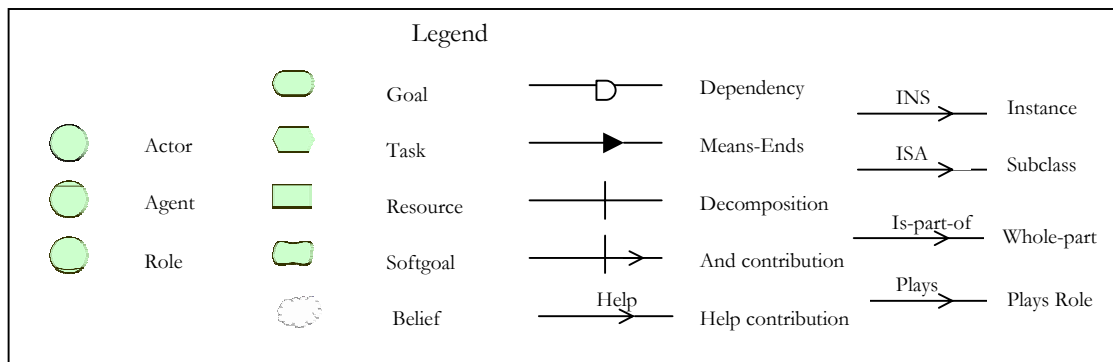 Legend
Actor
Agent
Role
Goal
Task
Resource
Softgoal
Belief
Dependency
Means-Ends
Decomposition
And contribution
Help
Help contribution
INS
Instance
ISA
Subclass
Is-part-of
Whole-part
Plays
Plays Role